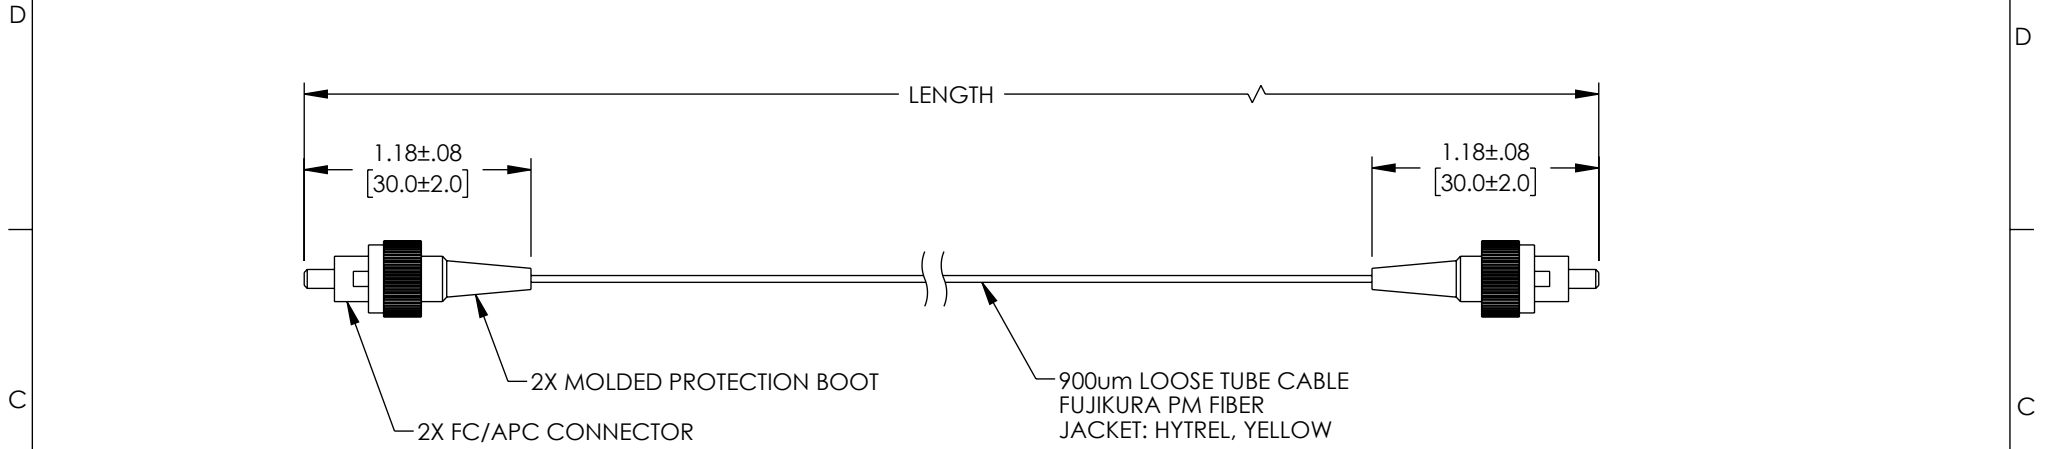 D
D
LENGTH
1.18±.08
[30.0±2.0]
1.18±.08
[30.0±2.0]
2X MOLDED PROTECTION BOOT
900um LOOSE TUBE CABLE
FUJIKURA PM FIBER
JACKET: HYTREL, YELLOW
C
C
2X FC/APC CONNECTOR